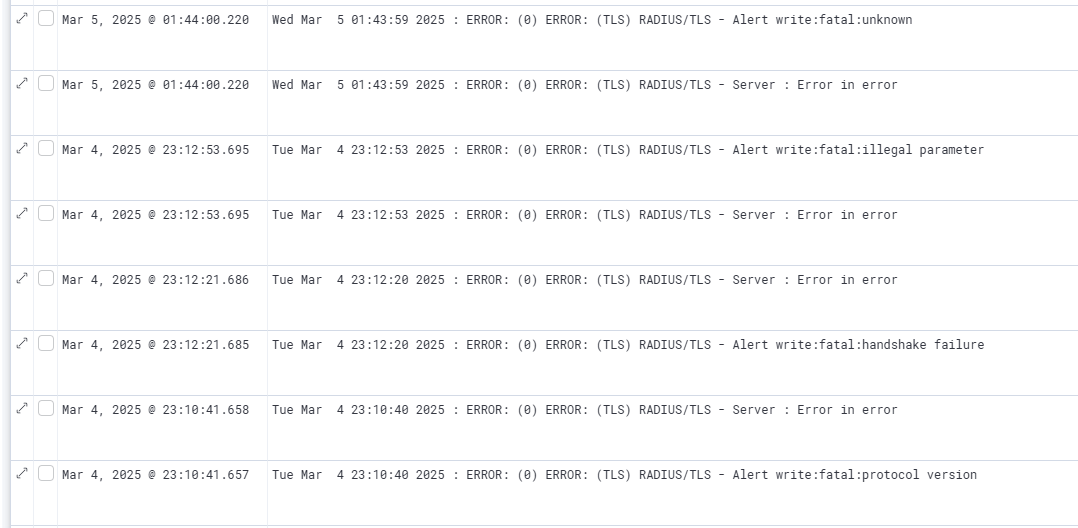 Mar 5, 2025 @ 01:44:00.220 Wed Mar  5 01:43:59 2025 : ERROR: (0) ERROR: (TLS) RADIUS/TLS - Alert write:fatal:unknown
Mar 5, 2025 @ 01:44:00.220 Wed Mar  5 01:43:59 2025 : ERROR: (0) ERROR: (TLS) RADIUS/TLS - Server : Error in error
Mar 4, 2025 @ 23:12:53.695 Tue Mar  4 23:12:53 2025 : ERROR: (0) ERROR: (TLS) RADIUS/TLS - Alert write:fatal:illegal parameter
Mar 4, 2025 @ 23:12:53.695 Tue Mar  4 23:12:53 2025 : ERROR: (0) ERROR: (TLS) RADIUS/TLS - Server : Error in error
Mar 4, 2025 @ 23:12:21.686 Tue Mar  4 23:12:20 2025 : ERROR: (0) ERROR: (TLS) RADIUS/TLS - Server : Error in error
Mar 4, 2025 @ 23:12:21.685 Tue Mar  4 23:12:20 2025 : ERROR: (0) ERROR: (TLS) RADIUS/TLS - Alert write:fatal:handshake failure
Mar 4, 2025 @ 23:10:41.658 Tue Mar  4 23:10:40 2025 : ERROR: (0) ERROR: (TLS) RADIUS/TLS - Server : Error in error
Mar 4, 2025 @ 23:10:41.657 Tue Mar  4 23:10:40 2025 : ERROR: (0) ERROR: (TLS) RADIUS/TLS - Alert write:fatal:protocol version